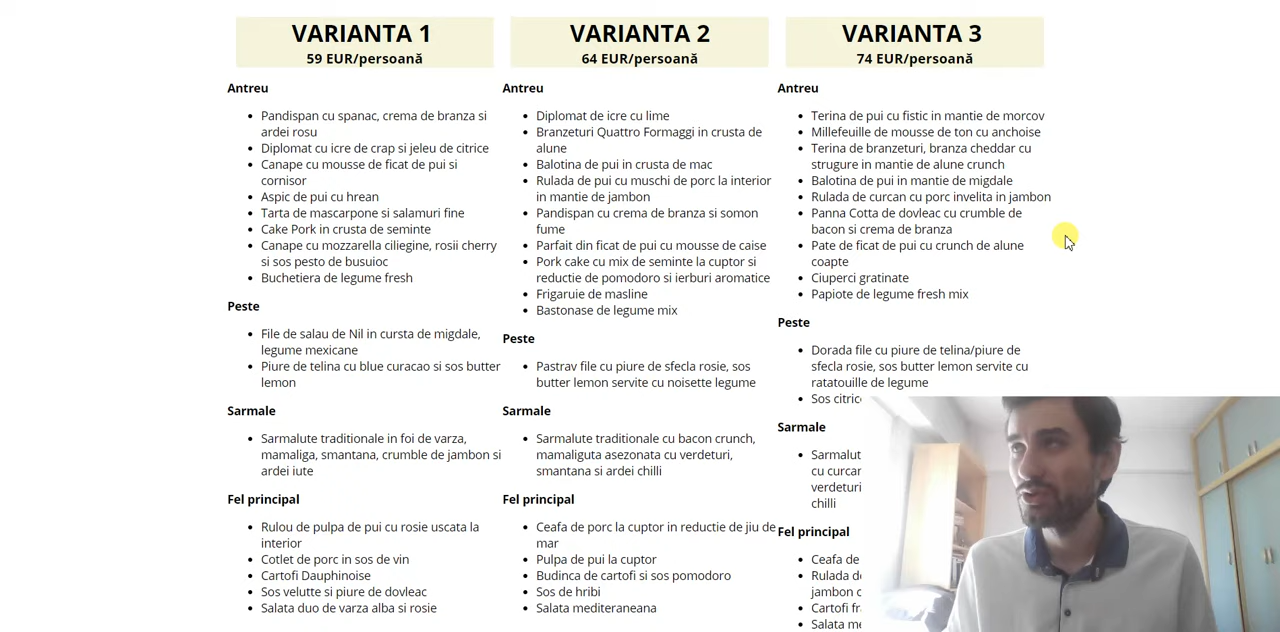 VARIANTA 1
59 EUR/persoană
Antreu
Pandispan cu spanac, crema de branza si
ardei rosu
Diplomat cu icre de crap si jeleu de citrice
Canape cu mousse de ficat de pui si
cornisor
Aspic de pui cu hrean
Tarta de mascarpone si salamuri fine
Cake Pork in crusta de seminte
Canape cu mozzarella ciliegine, rosii cherry
si sos pesto de busuioc
Buchetiera de legume fresh
Peste
File de salau de Nil in cursta de migdale,
legume mexicane
Piure de telina cu blue curacao si sos butter
lemon
Sarmale
Sarmalute traditionale in foi de varza,
mamaliga, smantana, crumble de jambon si
ardei iute
Fel principal
Rulou de pulpa de pui cu rosie uscata la
interior
Cotlet de porc in sos de vin
Cartofi Dauphinoise
Sos velutte si piure de dovleac
Salata duo de varza alba si rosie
VARIANTA 2
64 EUR/persoană
Antreu
Diplomat de icre cu lime
Branzeturi Quattro Formaggi in crusta de
alune
Balotina de pui in crusta de mac
Rulada de pui cu muschi de porc la interior
in mantie de jambon
Pandispan cu crema de branza si somon
fume
Parfait din ficat de pui cu mousse de caise
Pork cake cu mix de seminte la cuptor si
reductie de pomodoro si ierburi aromatice
Frigaruie de masline
Bastonase de legume mix
Peste
Pastrav file cu piure de sfecla rosie, sos
butter lemon servite cu noisette legume
Sarmale
Sarmalute traditionale cu bacon crunch,
mamaliguta asezonata cu verdeturi,
smantana si ardei chilli
Fel principal
Ceafa de porc la cuptor in reductie de jiu de
mar
Pulpa de pui la cuptor
Budinca de cartofi si sos pomodoro
Sos de hribi
Salata mediteraneana
VARIANTA 3
74 EUR/persoană
Antreu
Terina de pui cu fistic in mantie de morcov
Millefeuille de mousse de ton cu anchoise
Terina de branzeturi, branza cheddar cu
strugure in mantie de alune crunch
Balotina de pui in mantie de migdale
Rulada de curcan cu porc invelita in jambon
Panna Cotta de dovleac cu crumble de
bacon si crema de branza
Pate de ficat de pui cu crunch de alune
coapte
Ciuperci gratinate
Papiote de legume fresh mix
Peste
Dorada file cu piure de telina/piure de
sfecla rosie, sos butter lemon servite cu
ratatouille de legume
Sos citric
Sarmale
Sarmalut
cu curcan
verdeturi
chilli
Fel principal
Ceafa de
Rulada de
jambon c
Cartofi fr
Salata me